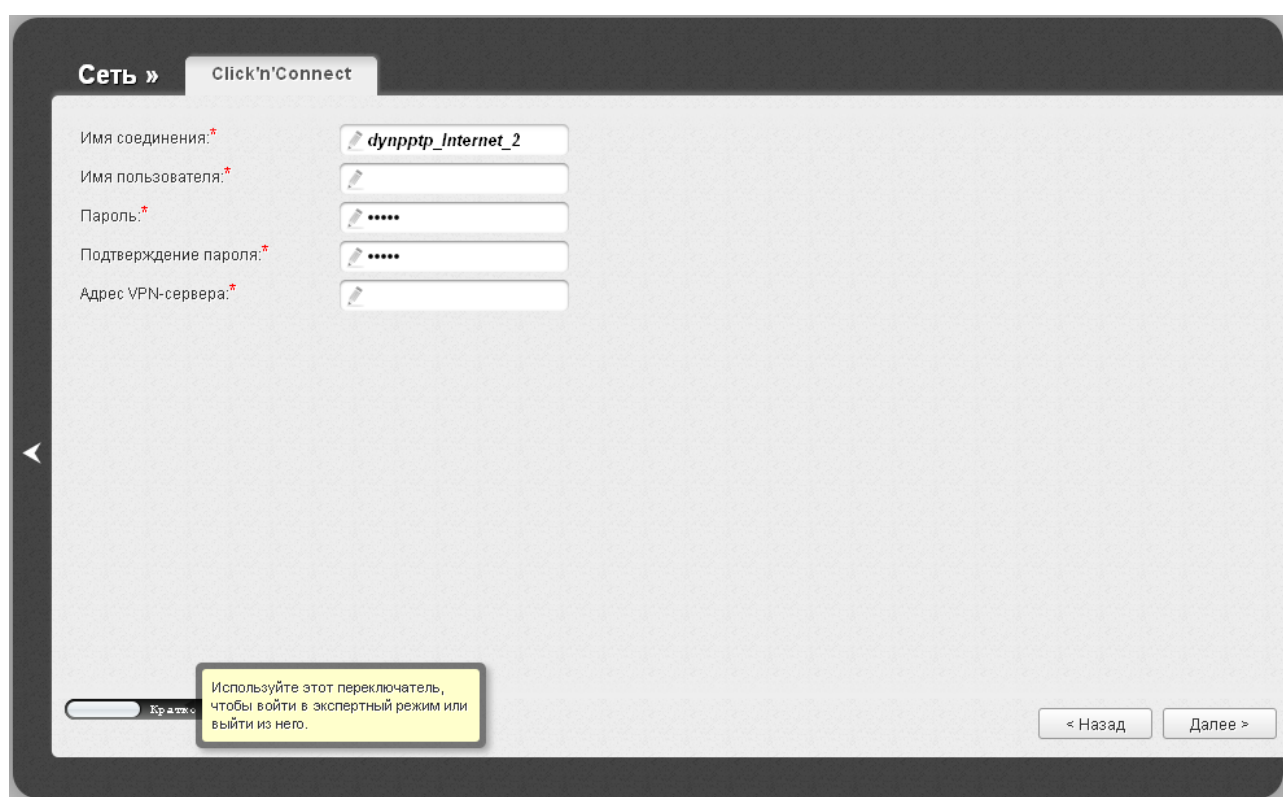 Сеть »
Click'n'Connect
Имя соединения:*
dynpptp_Internet_2
Имя пользователя:*
Пароль:*
•••••
Подтверждение пароля:*
•••••
Адрес VPN-сервера:*
Используйте этот переключатель,
чтобы войти в экспертный режим или
выйти из него.
< Назад
Далее >